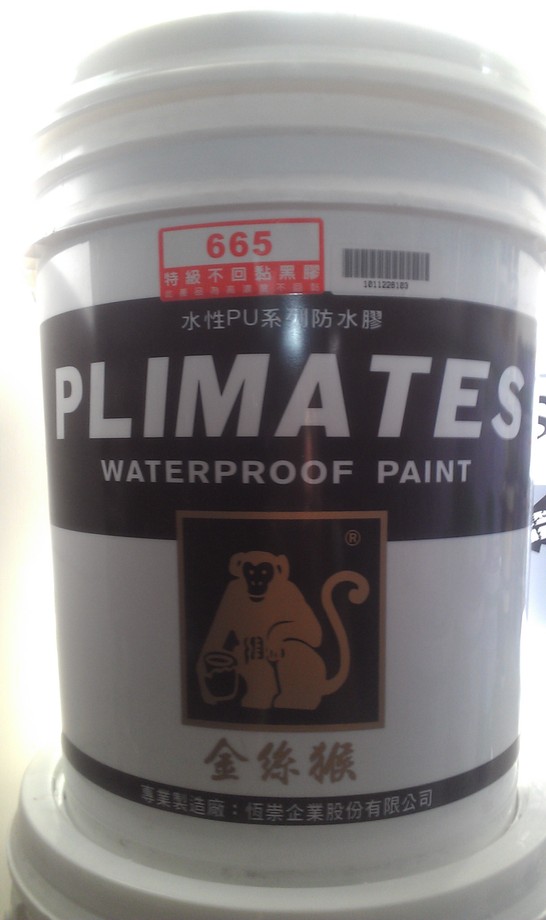 665
特級不回黏黑膠
1011228103
水性PU系列防水膠
PLIMATES
WATERPROOF PAINT
®
金絲猴
專業製造廠：恆崇企業股份有限公司